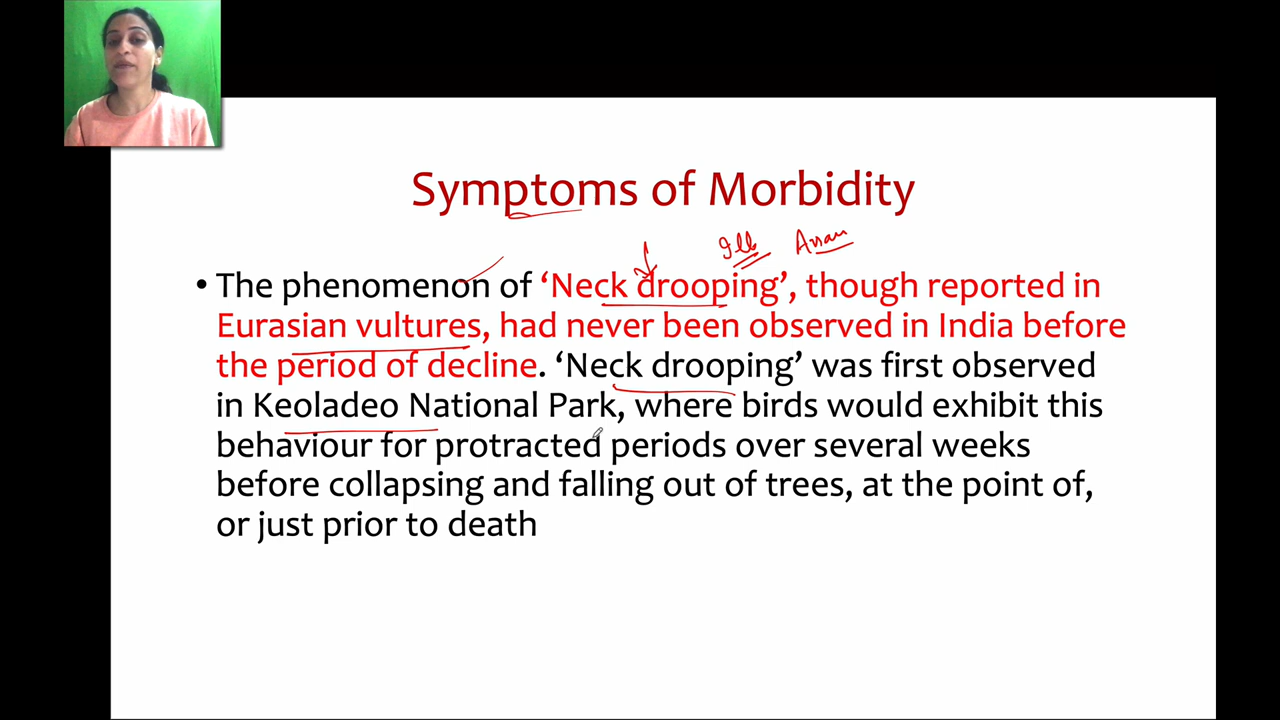 Symptoms of Morbidity
Assam
• The phenomenon of ‘Neck drooping’, though reported in
Eurasian vultures, had never been observed in India before
the period of decline. ‘Neck drooping’ was first observed
in Keoladeo National Park, where birds would exhibit this
behaviour for protracted periods over several weeks
before collapsing and falling out of trees, at the point of,
or just prior to death